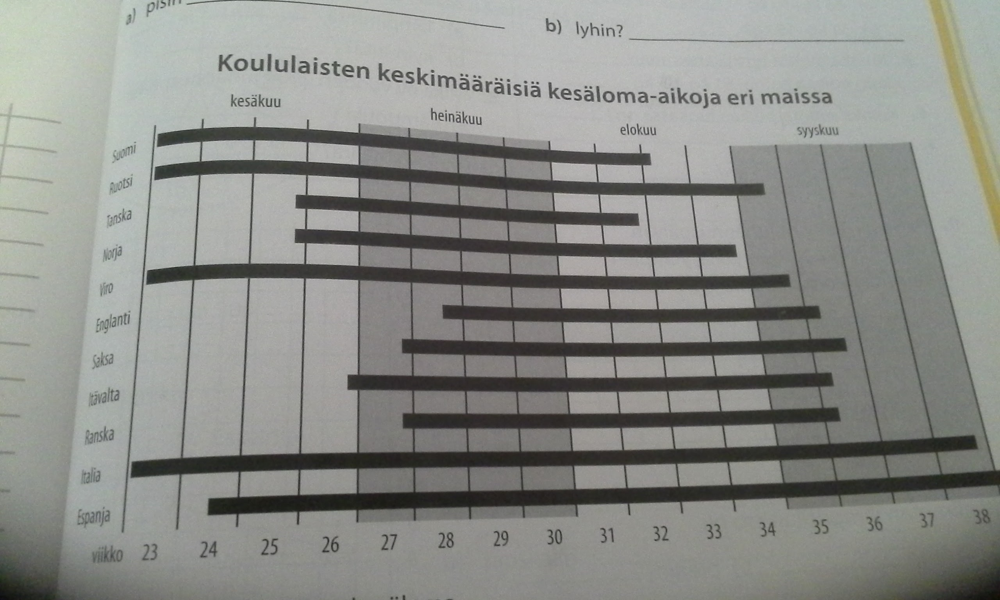 a) pisin
b) lyhin?
Koululaisten keskimääräisiä kesäloma-aikoja eri maissa
kesäkuu heinäkuu elokuu syyskuu
Suomi
Ruotsi
Tanska
Norja
Viro
Englanti
Saksa
Itävalta
Ranska
Italia
Espanja
viikko 23 24 25 26 27 28 29 30 31 32 33 34 35 36 37 38